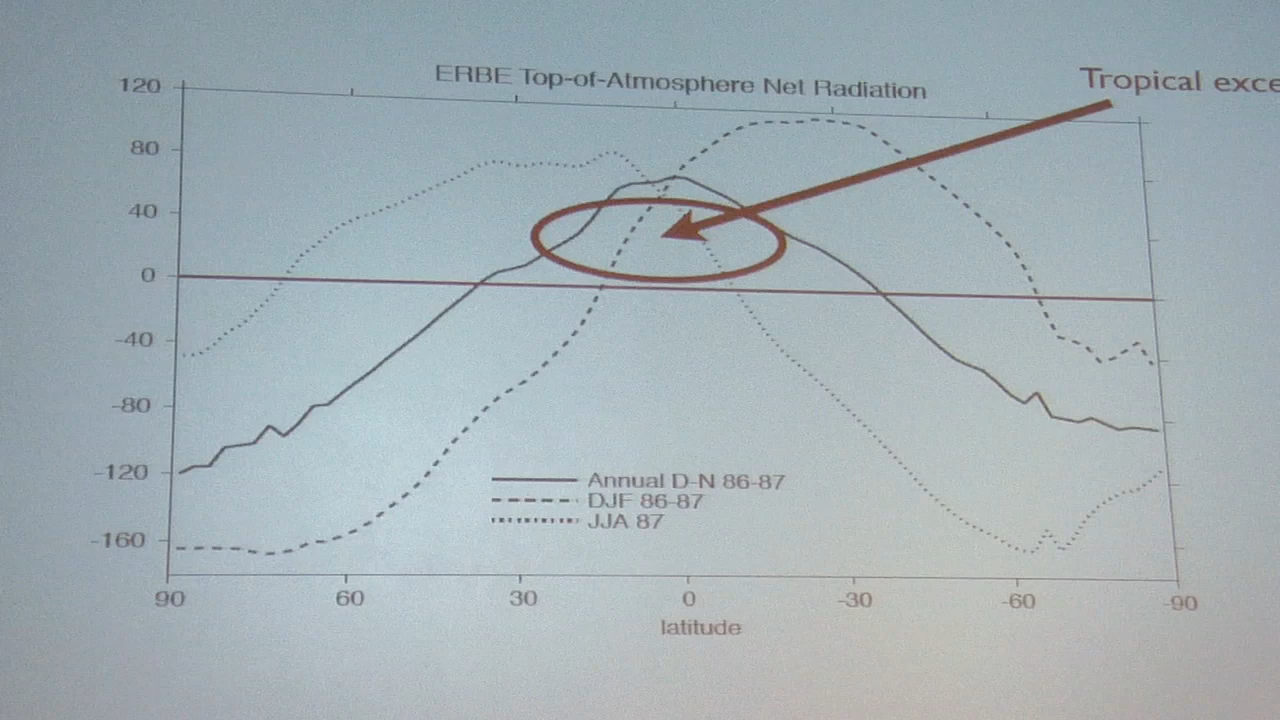 ERBE Top-of-Atmosphere Net Radiation
Tropical
120
80
40
0
-40
-80
-120
-160
Annual D-N 86-87
DJF 86-87
JJA 87
90 60 30 0 -30 -60 -90
latitude